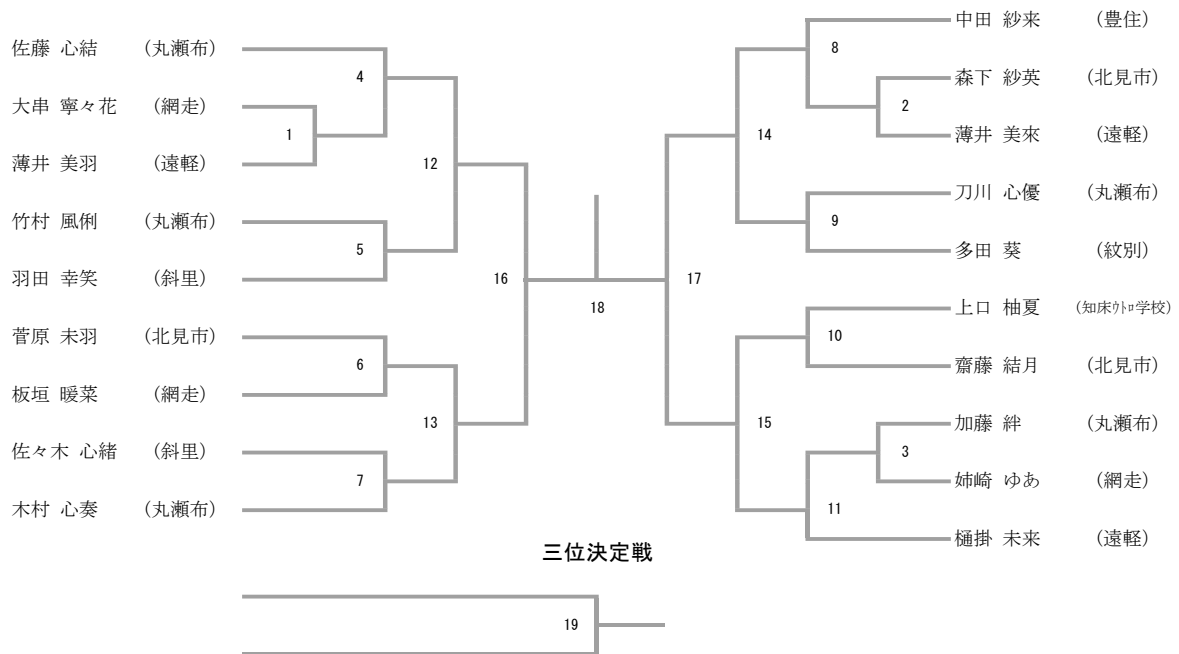 佐藤 心結 (丸瀬布)
大串 寧々花 (網走)
薄井 美羽 (遠軽)
竹村 風俐 (丸瀬布)
羽田 幸笑 (斜里)
菅原 未羽 (北見市)
板垣 暖菜 (網走)
佐々木 心緒 (斜里)
木村 心奏 (丸瀬布)
4
1
12
5
16
6
13
7
18
8
2
14
9
17
10
15
3
11
中田 紗来 (豊住)
森下 紗英 (北見市)
薄井 美來 (遠軽)
刀川 心優 (丸瀬布)
多田 葵 (紋別)
上口 柚夏 (知床ｳﾄﾛ学校)
齋藤 結月 (北見市)
加藤 絆 (丸瀬布)
姉崎 ゆあ (網走)
樋掛 未来 (遠軽)
三位決定戦
19